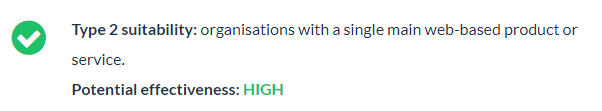 Type 2 suitability: organisations with a single main web-based product or
service.
Potential effectiveness: HIGH